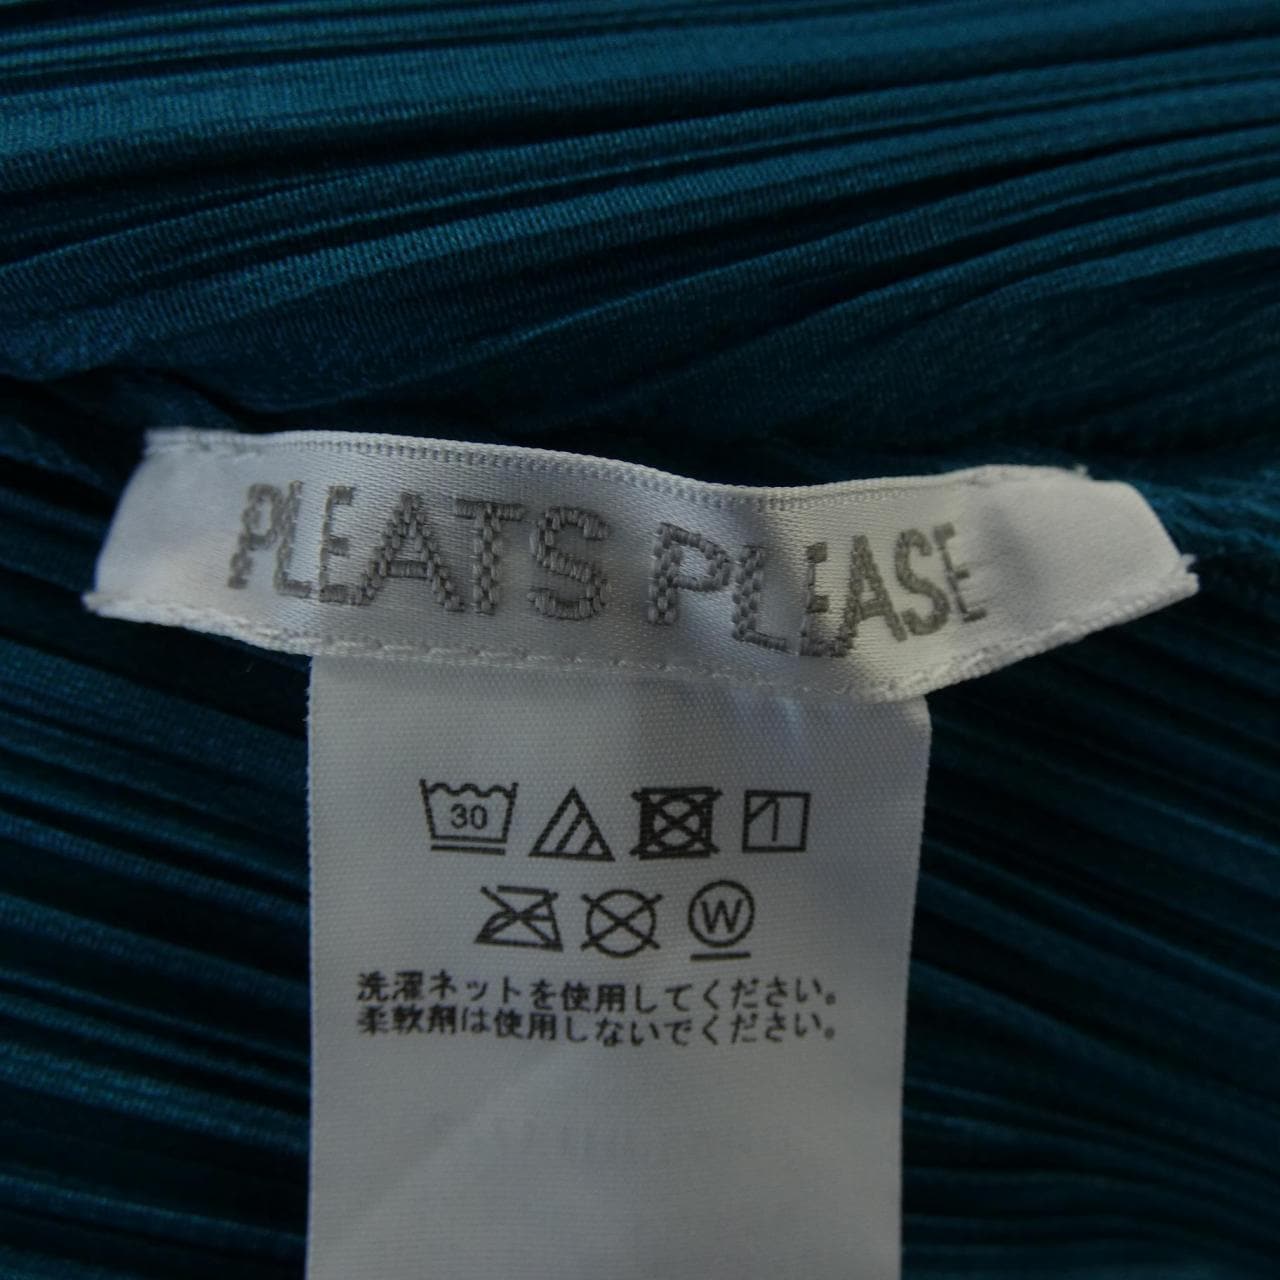 PLEATS PLEASE
30
W
洗濯ネットを使用してください。
柔軟剤は使用しないでください。